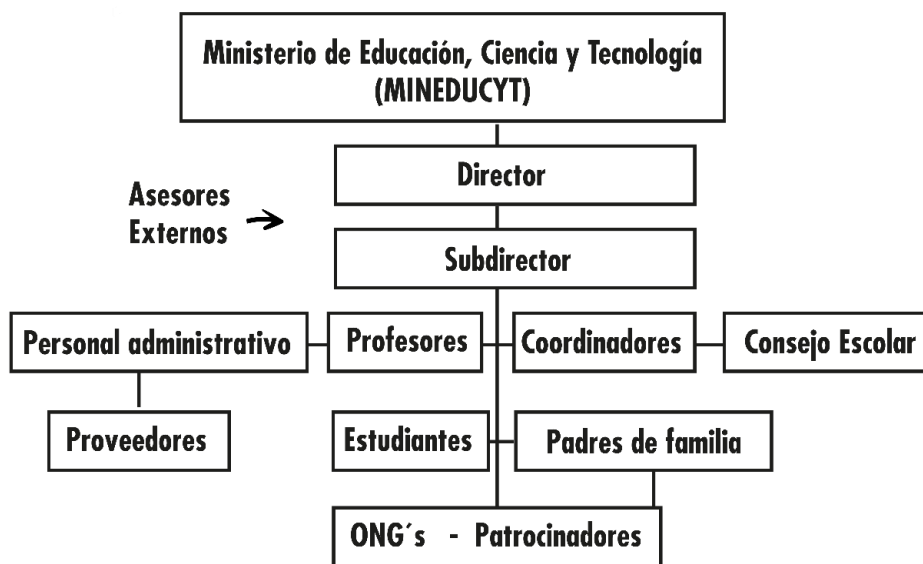 Ministerio de Educación, Ciencia y Tecnología
(MINEDUCYT)
Director
Asesores
Externos
Subdirector
Personal administrativo
Profesores
Coordinadores
Consejo Escolar
Proveedores
Estudiantes
Padres de familia
ONG´s - Patrocinadores